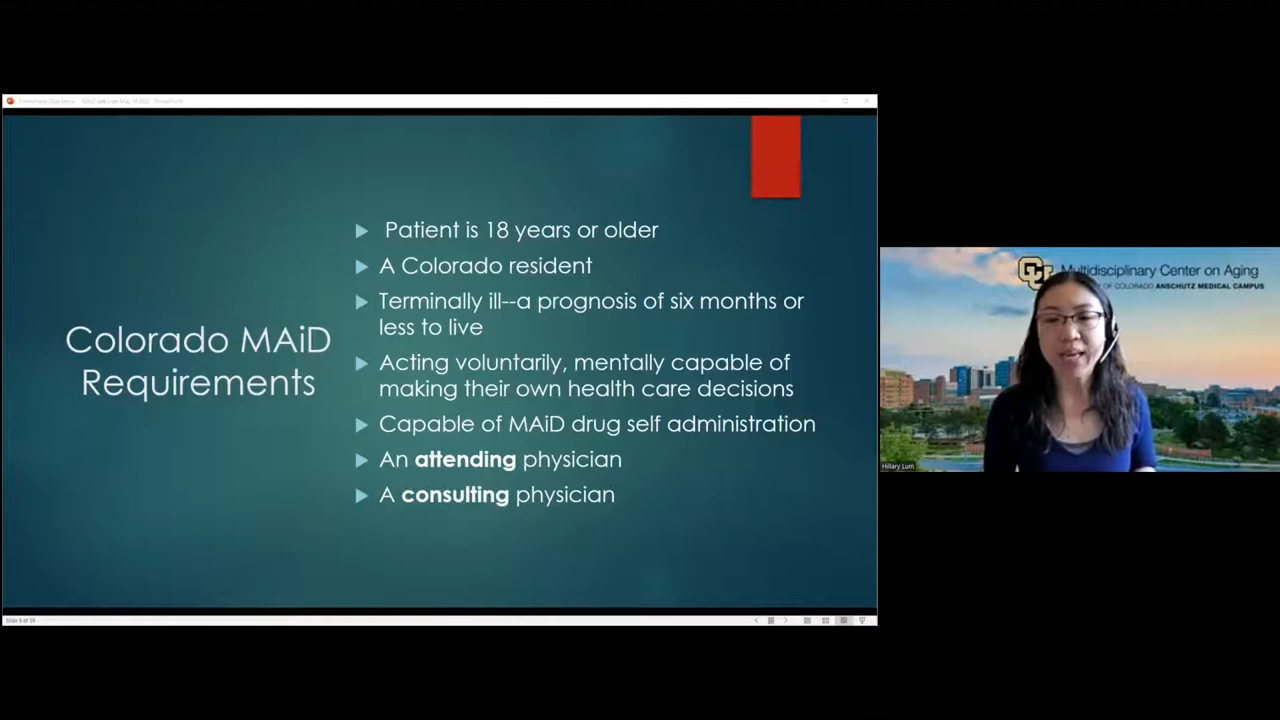 Colorado MAiD
Requirements
Patient is 18 years or older
A Colorado resident
Terminally ill--a prognosis of six months or
less to live
Acting voluntarily, mentally capable of
making their own health care decisions
Capable of MAiD drug self administration
An attending physician
A consulting physician
Multidisciplinary Center on Aging
OF COLORADO ANSCHUTZ MEDICAL CAMPUS
Hillary Lum